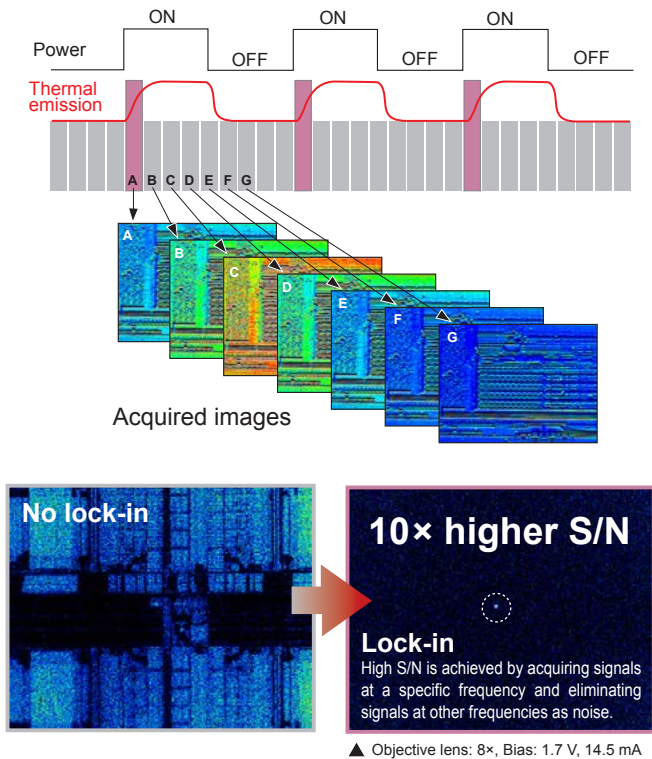 ON ON ON
Power
OFF OFF OFF
Thermal
emission
A B C D E F G
A
B
C
D
E
F
G
Acquired images
No lock-in
10× higher S/N
Lock-in
High S/N is achieved by acquiring signals
at a specific frequency and eliminating
signals at other frequencies as noise.
▲ Objective lens: 8×, Bias: 1.7 V, 14.5 mA